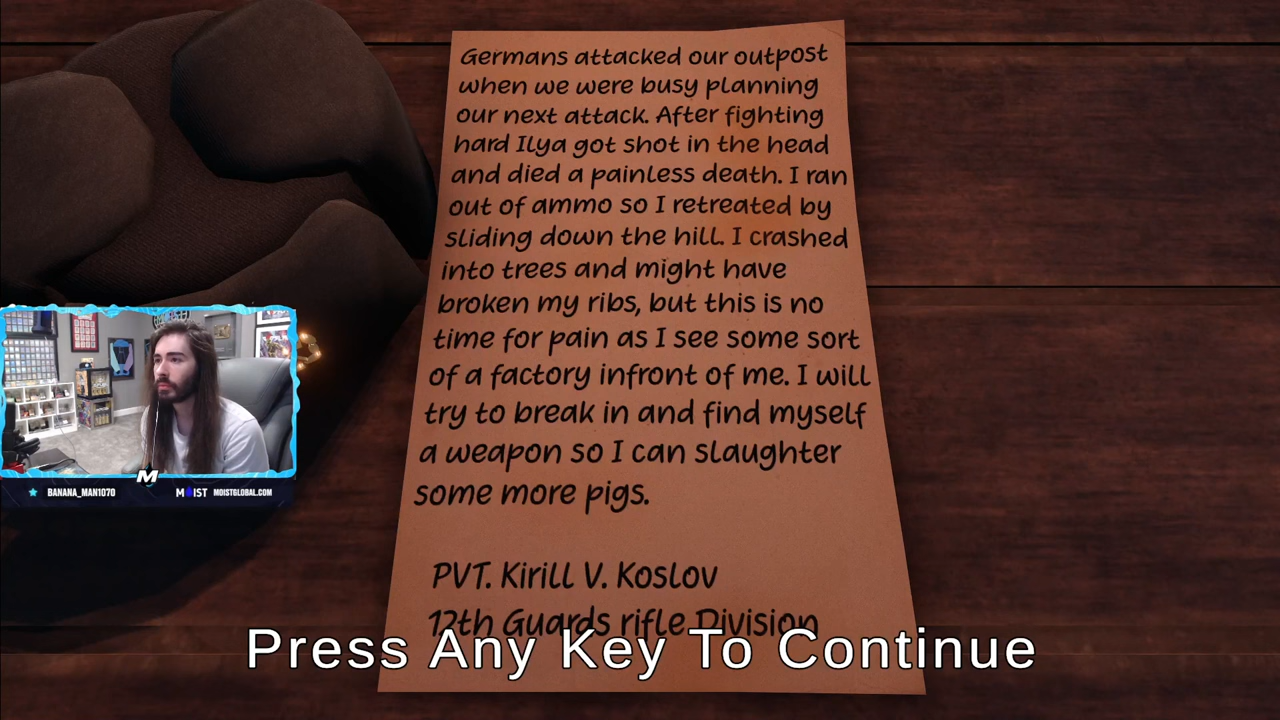 Germans attacked our outpost
when we were busy planning
our next attack. After fighting
hard Ilya got shot in the head
and died a painless death. I ran
out of ammo so I retreated by
sliding down the hill. I crashed
into trees and might have
broken my ribs, but this is no
time for pain as I see some sort
of a factory infront of me. I will
try to break in and find myself
a weapon so I can slaughter
some more pigs.
PVT. Kirill V. Koslov
12th Guards rifle Division
Press Any Key To Continue
M
BANANA_MAN1070
MOIST MOISTGLOBAL.COM